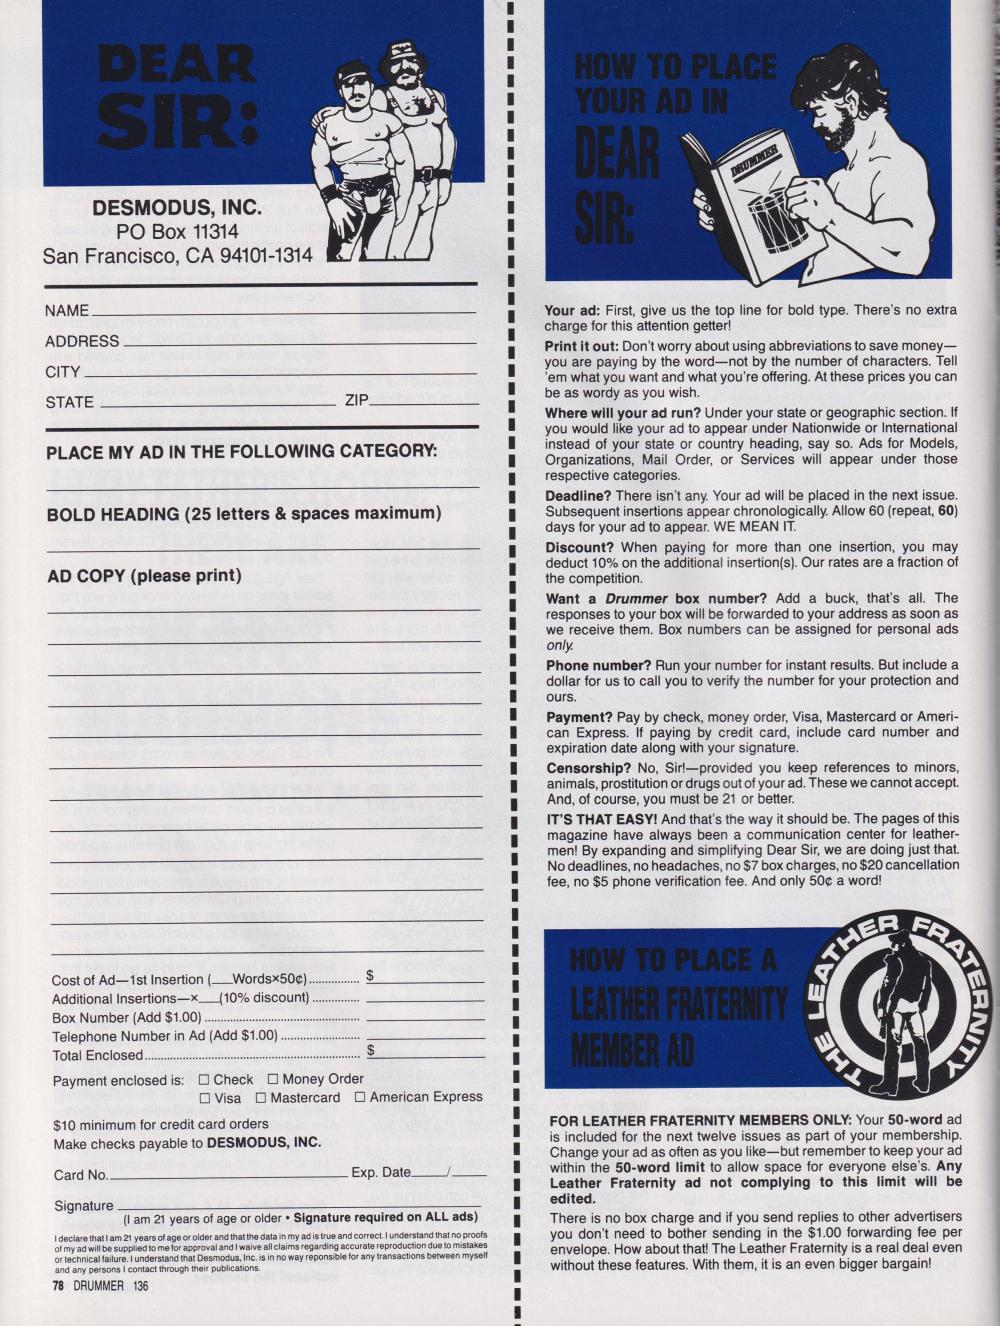 DEAR
SIR:
DESMODUS, INC.
PO Box 11314
San Francisco, CA 94101-1314
NAME
ADDRESS
CITY
STATE ZIP
PLACE MY AD IN THE FOLLOWING CATEGORY:
BOLD HEADING (25 letters & spaces maximum)
AD COPY (please print)
Cost of Ad—1st Insertion (___Words×50¢)............... $
Additional Insertions—×___(10% discount) ..............
Box Number (Add $1.00) ..........................................
Telephone Number in Ad (Add $1.00) .......................
Total Enclosed........................................................... $
Payment enclosed is: ☐ Check ☐ Money Order
☐ Visa ☐ Mastercard ☐ American Express
$10 minimum for credit card orders
Make checks payable to DESMODUS, INC.
Card No. Exp. Date / 
Signature
(I am 21 years of age or older • Signature required on ALL ads)
I declare that I am 21 years of age or older and that the data in my ad is true and correct. I understand that no proofs
of my ad will be supplied to me for approval and I waive all claims regarding accurate reproduction due to mistakes
or technical failure. I understand that Desmodus, Inc. is in no way reponsible for any transactions between myself
and any persons I contact through their publications.
78 DRUMMER 136
HOW TO PLACE
YOUR AD IN
DEAR
SIR:
DRUMMER
Your ad: First, give us the top line for bold type. There's no extra
charge for this attention getter!
Print it out: Don't worry about using abbreviations to save money—
you are paying by the word—not by the number of characters. Tell
'em what you want and what you're offering. At these prices you can
be as wordy as you wish.
Where will your ad run? Under your state or geographic section. If
you would like your ad to appear under Nationwide or International
instead of your state or country heading, say so. Ads for Models,
Organizations, Mail Order, or Services will appear under those
respective categories.
Deadline? There isn't any. Your ad will be placed in the next issue.
Subsequent insertions appear chronologically. Allow 60 (repeat, 60)
days for your ad to appear. WE MEAN IT.
Discount? When paying for more than one insertion, you may
deduct 10% on the additional insertion(s). Our rates are a fraction of
the competition.
Want a Drummer box number? Add a buck, that's all. The
responses to your box will be forwarded to your address as soon as
we receive them. Box numbers can be assigned for personal ads
only.
Phone number? Run your number for instant results. But include a
dollar for us to call you to verify the number for your protection and
ours.
Payment? Pay by check, money order, Visa, Mastercard or Ameri-
can Express. If paying by credit card, include card number and
expiration date along with your signature.
Censorship? No, Sir!—provided you keep references to minors,
animals, prostitution or drugs out of your ad. These we cannot accept.
And, of course, you must be 21 or better.
IT'S THAT EASY! And that's the way it should be. The pages of this
magazine have always been a communication center for leather-
men! By expanding and simplifying Dear Sir, we are doing just that.
No deadlines, no headaches, no $7 box charges, no $20 cancellation
fee, no $5 phone verification fee. And only 50¢ a word!
HOW TO PLACE A
LEATHER FRATERNITY
MEMBER AD
THE LEATHER FRATERNITY
FOR LEATHER FRATERNITY MEMBERS ONLY: Your 50-word ad
is included for the next twelve issues as part of your membership.
Change your ad as often as you like—but remember to keep your ad
within the 50-word limit to allow space for everyone else's. Any
Leather Fraternity ad not complying to this limit will be
edited.
There is no box charge and if you send replies to other advertisers
you don't need to bother sending in the $1.00 forwarding fee per
envelope. How about that! The Leather Fraternity is a real deal even
without these features. With them, it is an even bigger bargain!